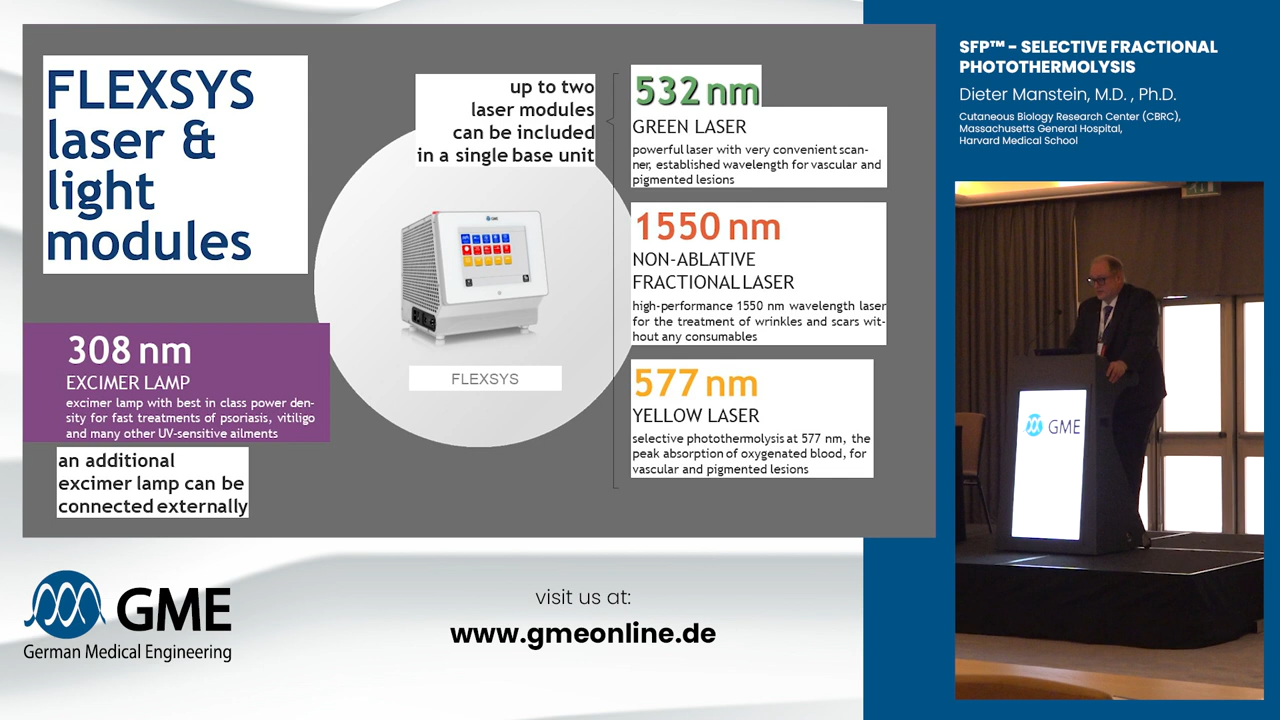 FLEXSYS
laser &
light
modules
308 nm
EXCIMER LAMP
excimer lamp with best in class power den-
sity for fast treatments of psoriasis, vitiligo
and many other UV-sensitive ailments
an additional
excimer lamp can be
connected externally
up to two
laser modules
can be included
in a single base unit
GME
FLEXSYS
532 nm
GREEN LASER
powerful laser with very convenient scan-
ner, established wavelength for vascular and
pigmented lesions
1550 nm
NON-ABLATIVE
FRACTIONAL LASER
high-performance 1550 nm wavelength laser
for the treatment of wrinkles and scars wit-
hout any consumables
577 nm
YELLOW LASER
selective photothermolysis at 577 nm, the
peak absorption of oxygenated blood, for
vascular and pigmented lesions
SFP™ - SELECTIVE FRACTIONAL
PHOTOTHERMOLYSIS
Dieter Manstein, M.D. , Ph.D.
Cutaneous Biology Research Center (CBRC),
Massachusetts General Hospital,
Harvard Medical School
GME
GME
German Medical Engineering
visit us at:
www.gmeonline.de